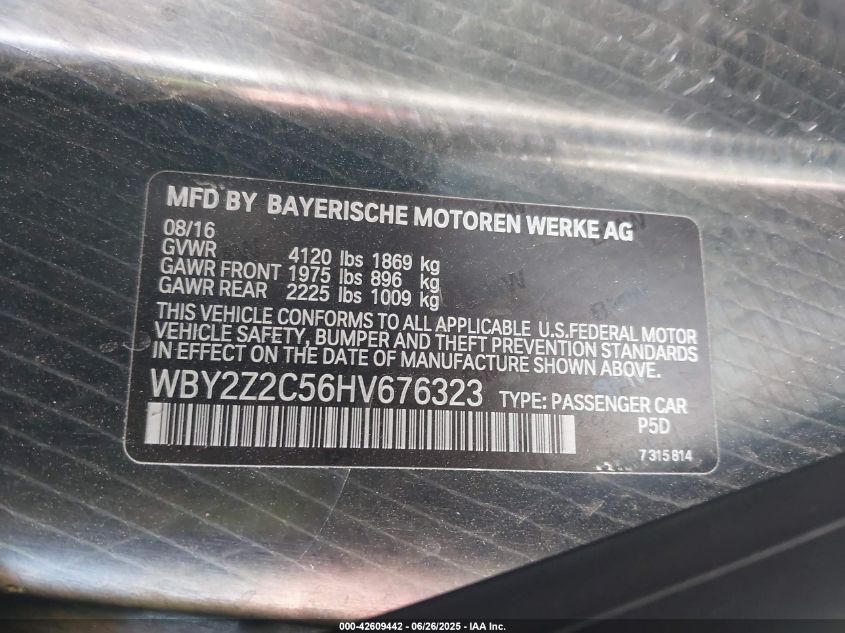 MFD BY BAYERISCHE MOTOREN WERKE AG
08/16
GVWR 4120 lbs 1869 kg
GAWR FRONT 1975 lbs 896 kg
GAWR REAR 2225 lbs 1009 kg
THIS VEHICLE CONFORMS TO ALL APPLICABLE U.S.FEDERAL MOTOR
VEHICLE SAFETY, BUMPER AND THEFT PREVENTION STANDARDS
IN EFFECT ON THE DATE OF MANUFACTURE SHOWN ABOVE.
WBY2Z2C56HV676323 TYPE: PASSENGER CAR
P5D
7 315 814
000-42609442 - 06/26/2025 - IAA Inc.